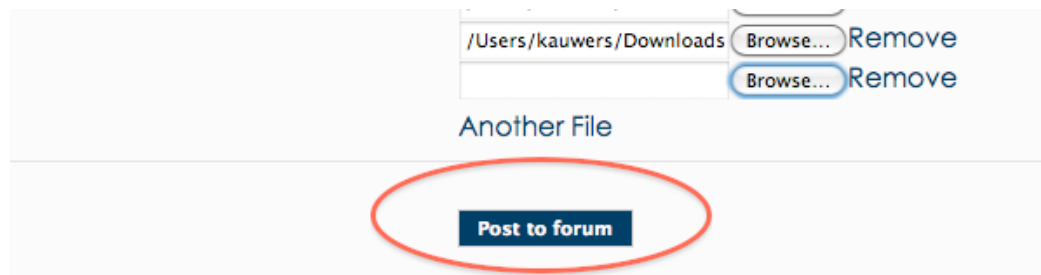 /Users/kauwers/Downloads Browse... Remove
Browse... Remove
Another File
Post to forum